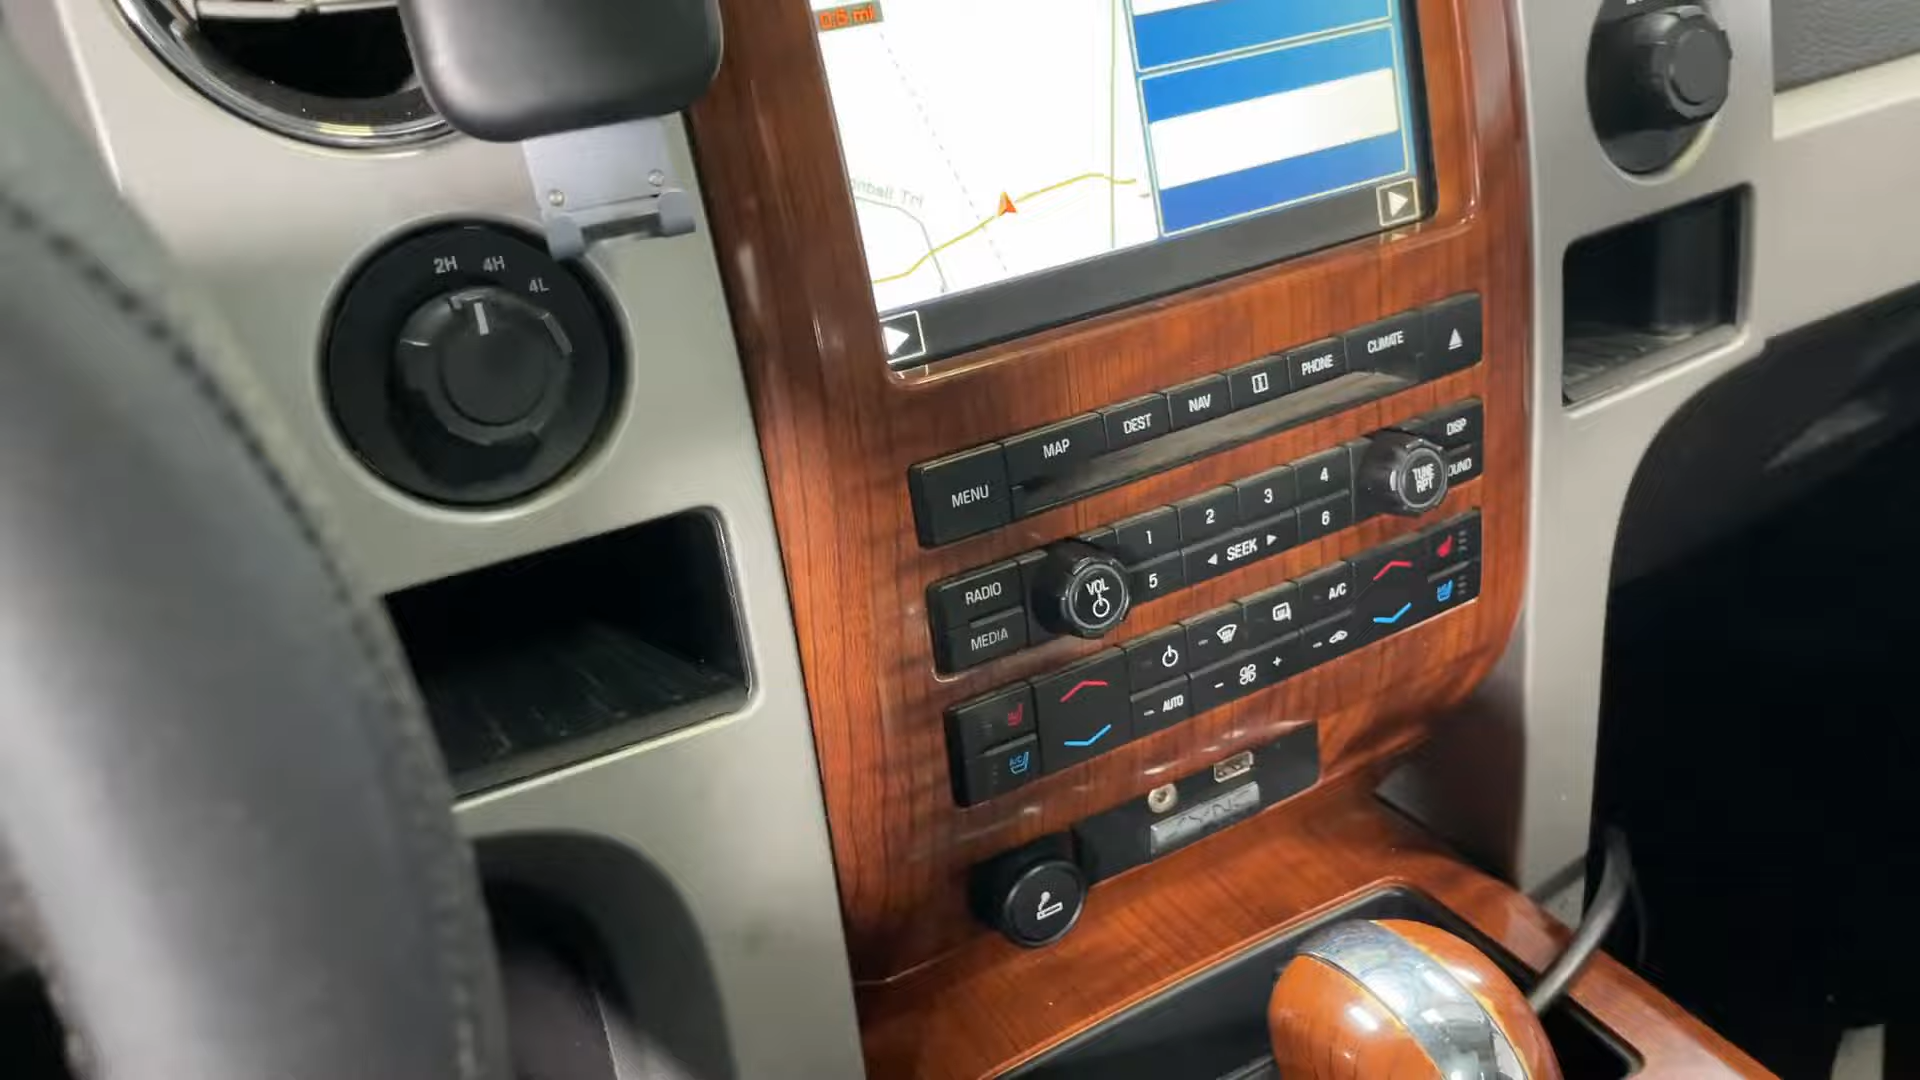 0.5 mi
2H 4H 4L
MAP DEST NAV PHONE CLIMATE
MENU
1 2 3 4 DISP
5 SEEK 6 TUNE
RPT
RADIO VOL
MEDIA
A/C
AUTO
A/C
SYNC